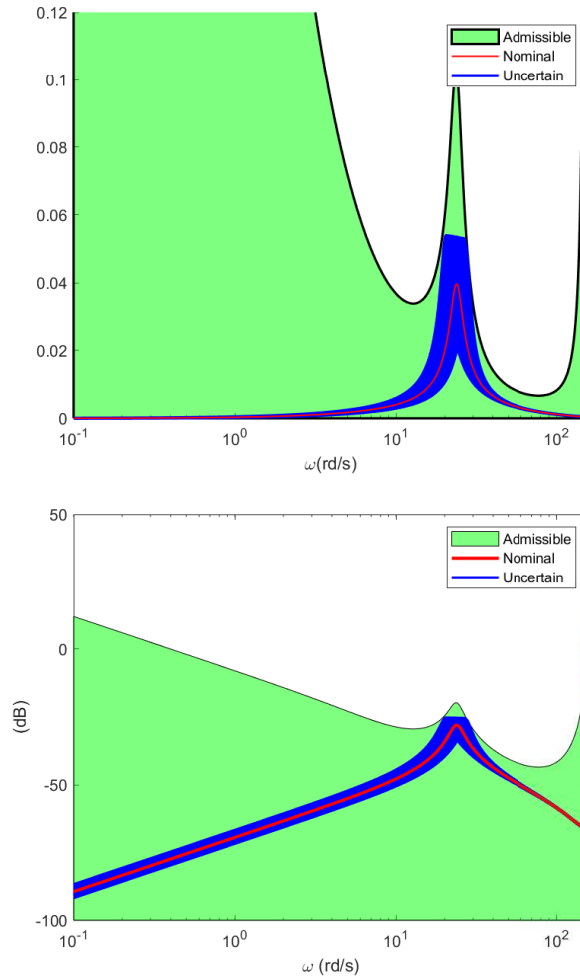 0.12
Admissible
Nominal
Uncertain
0.1
0.08
0.06
0.04
0.02
0
10^-1
10^0
10^1
10^2
ω(rd/s)
50
Admissible
Nominal
Uncertain
0
(dB)
-50
-100
10^-1
10^0
10^1
10^2
ω (rd/s)